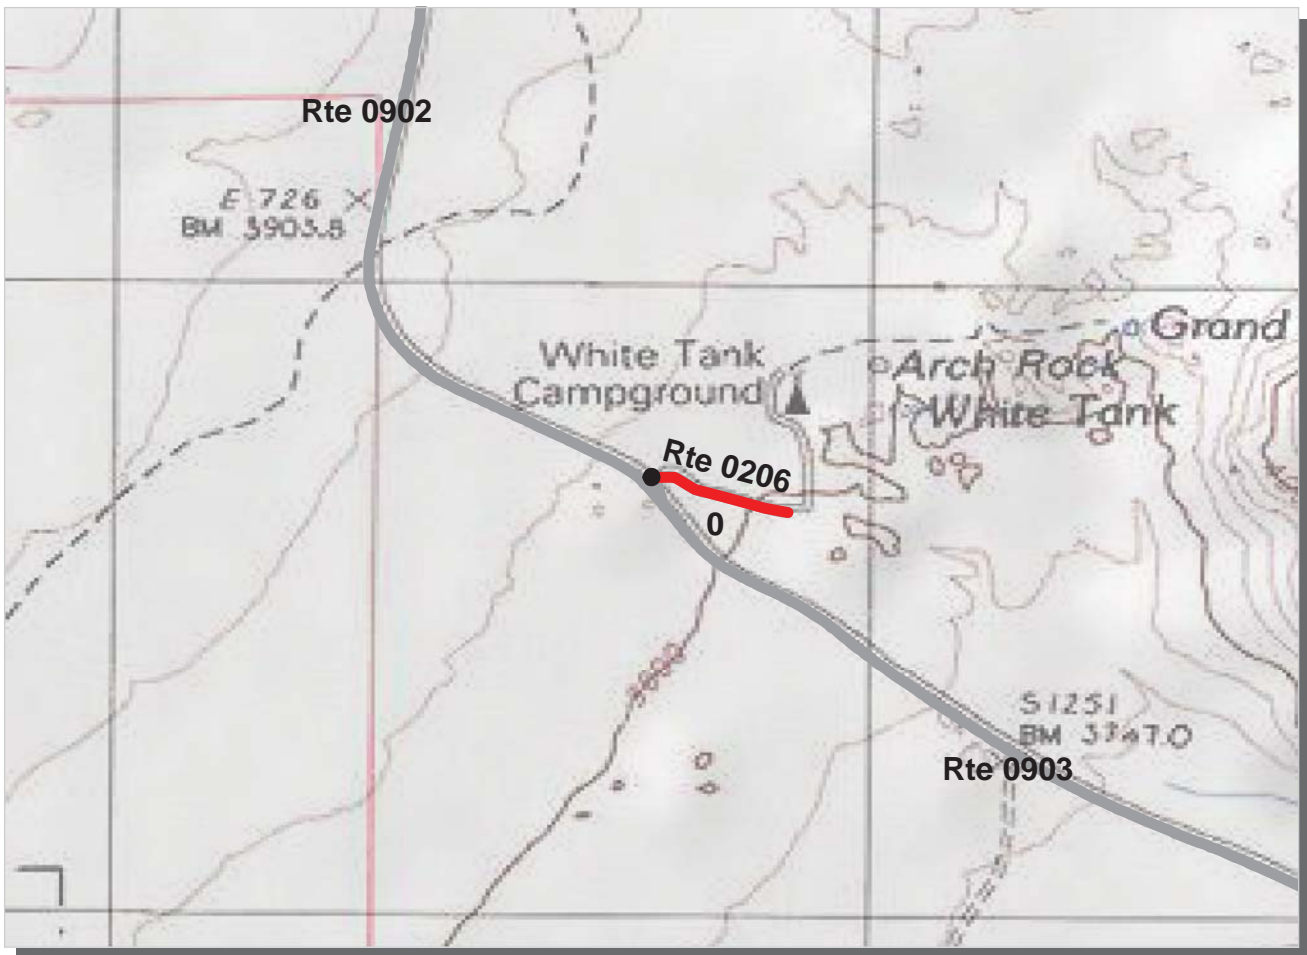 Rte 0902
E 726
BM 3903.8
White Tank
Campground
Grand
Arch Rock
White Tank
Rte 0206
0
S 1251
BM 3747.0
Rte 0903